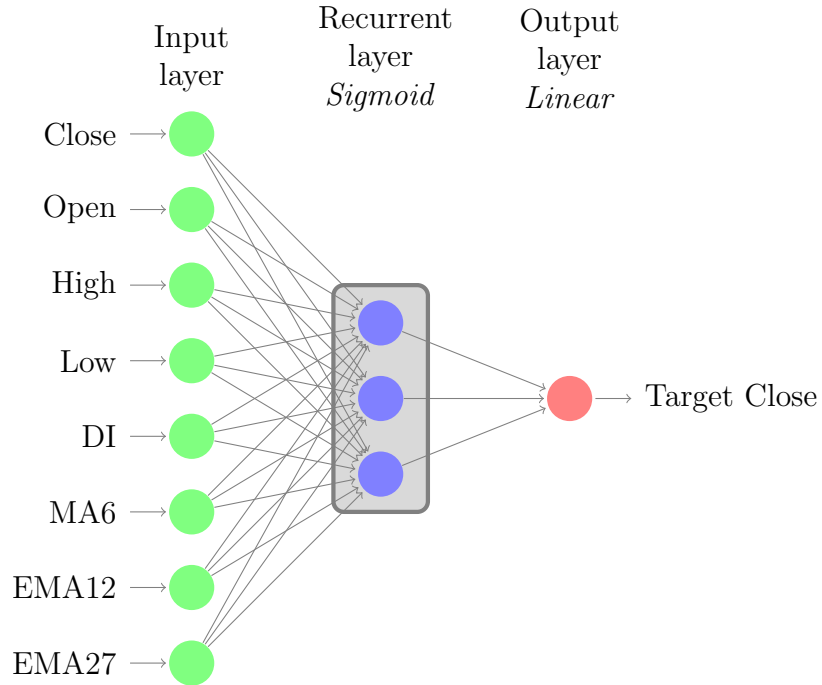 Input
layer
Recurrent
layer
Sigmoid
Output
layer
Linear
Close
Open
High
Low
DI
MA6
EMA12
EMA27
Target Close